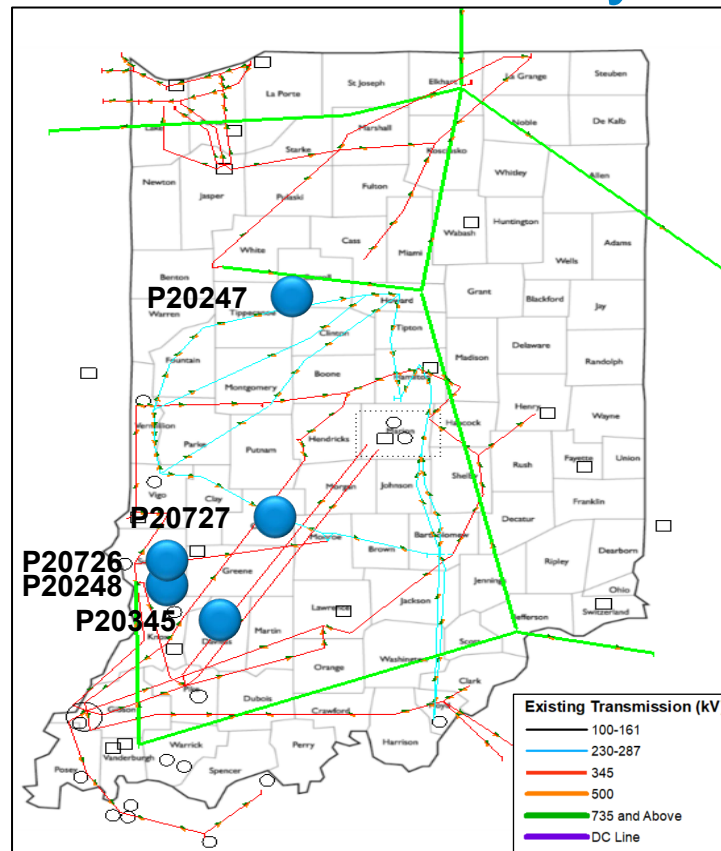 La Porte
St Joseph
Elkhart
La Grange
Steuben
Lake
Noble
De Kalb
Marshall
Starke
Kosciusko
Whitley
Allen
Newton
Jasper
Pulaski
Fulton
Huntington
Wabash
Cass
Miami
White
Wells
Adams
Benton
P20247
Howard
Grant
Blackford
Jay
Warren
Tippecanoe
Clinton
Tipton
Fountain
Delaware
Madison
Randolph
Montgomery
Boone
Hamilton
Henry
Wayne
Vermillion
Parke
Putnam
Hendricks
Marion
Hancock
Rush
Fayette
Union
Shelby
Vigo
Clay
Morgan
Johnson
Franklin
P20727
Decatur
Monroe
Brown
Bartholomew
Dearborn
P20726
Greene
Ripley
Jennings
Ohio
P20248
Lawrence
Jackson
Switzerland
P20345
Knox
Daviess
Martin
Jefferson
Scott
Washington
Orange
Clark
Pike
Gibson
Dubois
Crawford
Floyd
Harrison
Warrick
Perry
Vanderburgh
Posey
Spencer
Existing Transmission (kV
100-161
230-287
345
500
735 and Above
DC Line